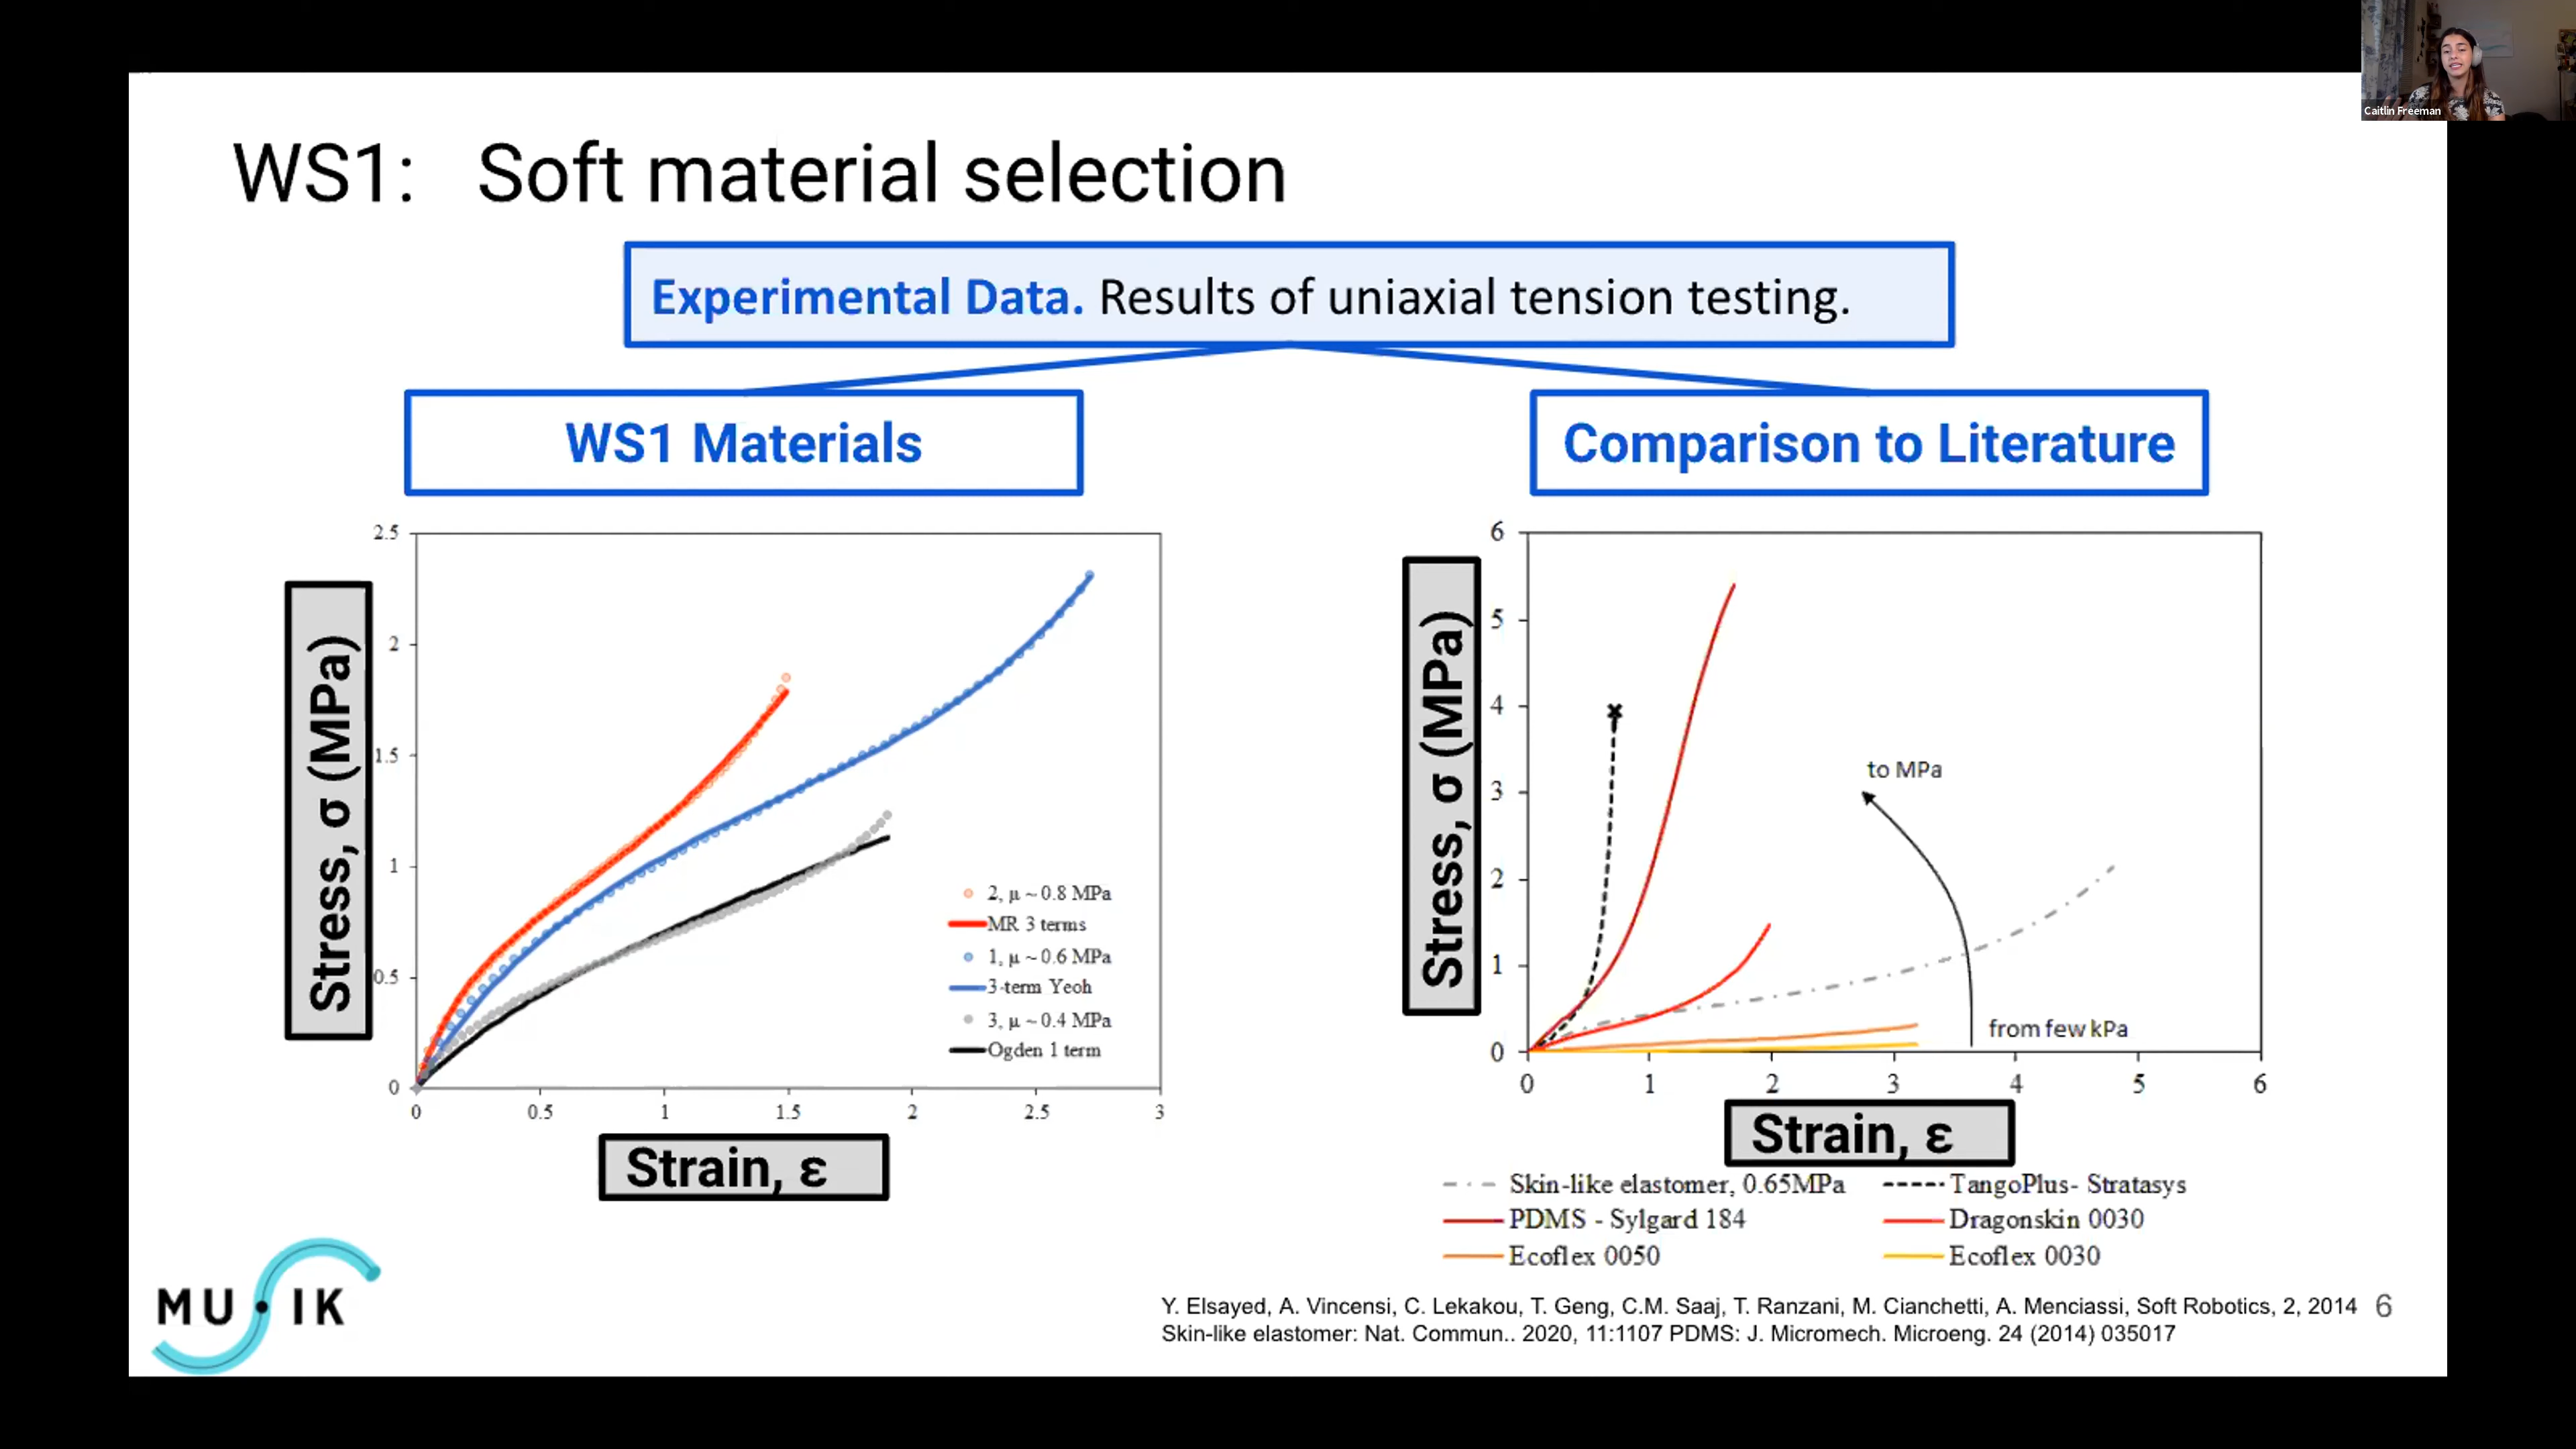 Caitlin Freeman
WS1: Soft material selection
Experimental Data. Results of uniaxial tension testing.
WS1 Materials
Comparison to Literature
Stress, σ (MPa)
2.5
2
1.5
1
0.5
0
0 0.5 1 1.5 2 2.5 3
2, μ ~ 0.8 MPa
MR 3 terms
1, μ ~ 0.6 MPa
3-term Yeoh
3, μ ~ 0.4 MPa
Ogden 1 term
Strain, ε
Stress, σ (MPa)
6
5
4
3
2
1
0
0 1 2 3 4 5 6
to MPa
from few kPa
Strain, ε
Skin-like elastomer, 0.65MPa TangoPlus- Stratasys
PDMS - Sylgard 184 Dragonskin 0030
Ecoflex 0050 Ecoflex 0030
MU IK
Y. Elsayed, A. Vincensi, C. Lekakou, T. Geng, C.M. Saaj, T. Ranzani, M. Cianchetti, A. Menciassi, Soft Robotics, 2, 2014 6
Skin-like elastomer: Nat. Commun.. 2020, 11:1107 PDMS: J. Micromech. Microeng. 24 (2014) 035017